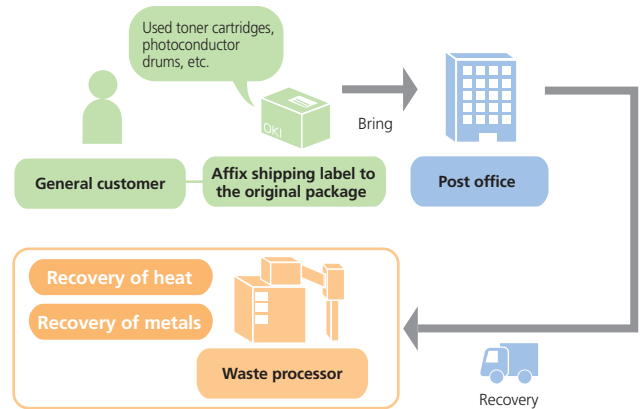 Used toner cartridges,
photoconductor
drums, etc.
OKI
Bring
General customer
Affix shipping label to
the original package
Post office
Recovery of heat
Recovery of metals
Waste processor
Recovery